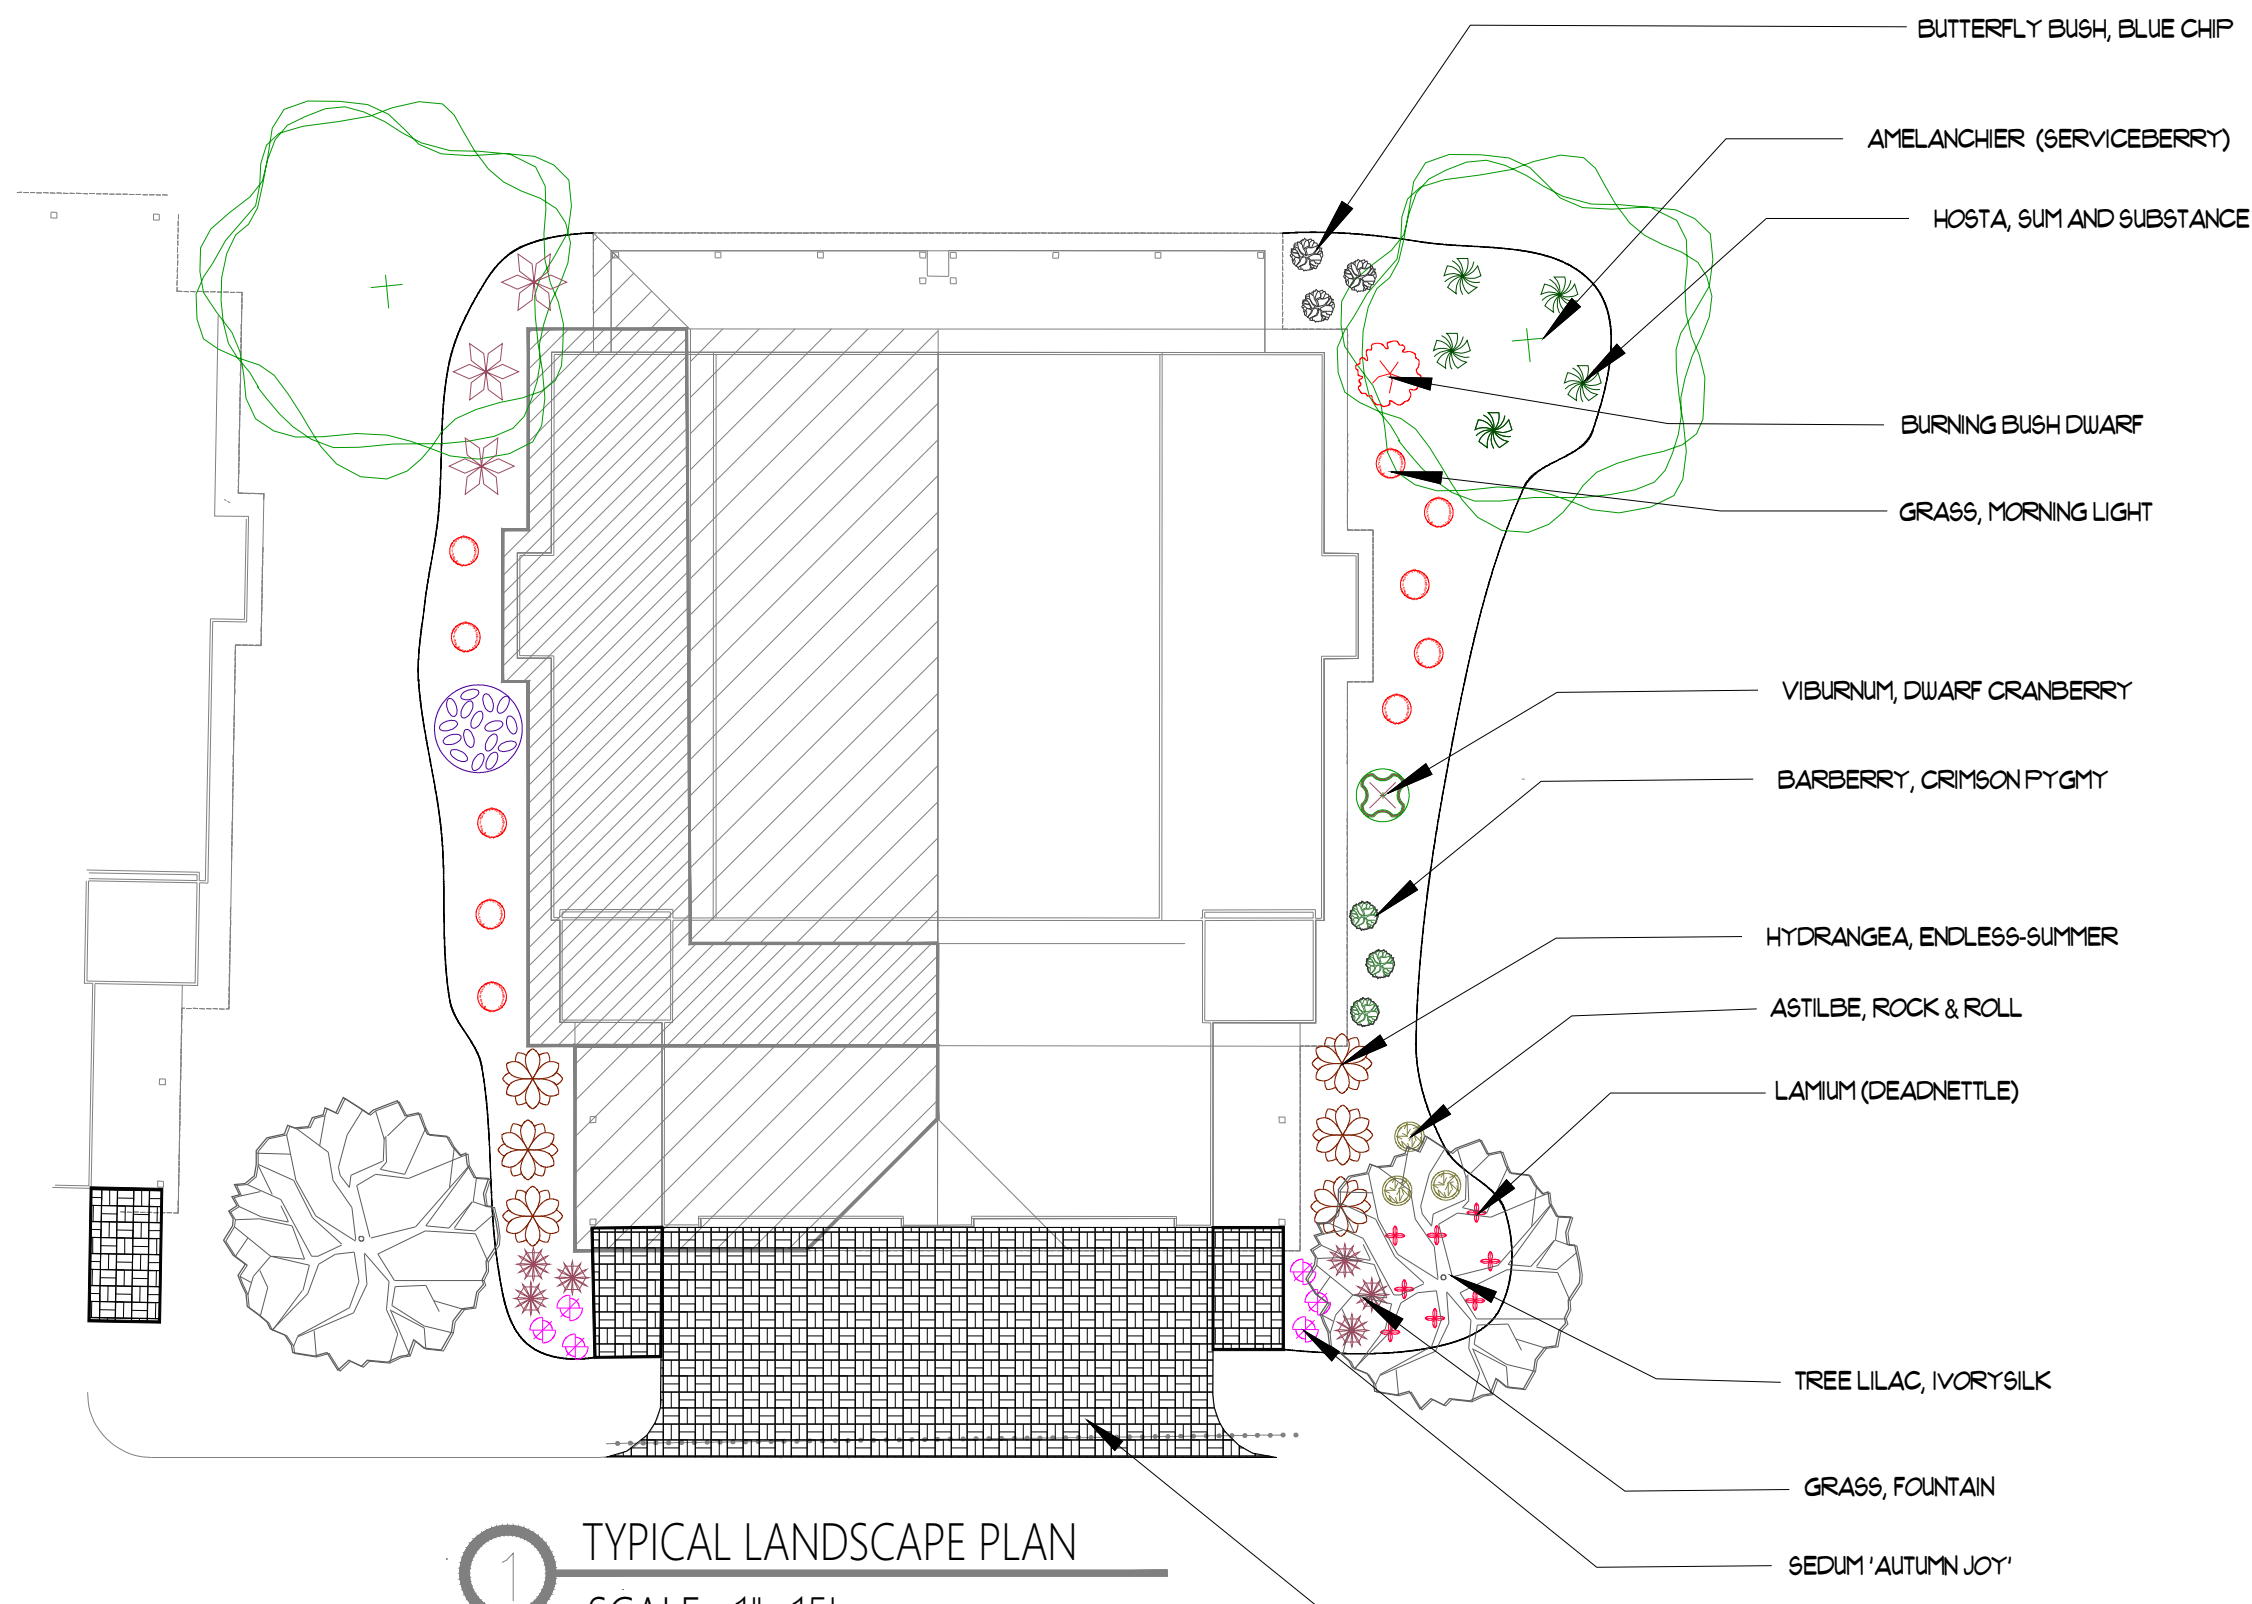 BUTTERFLY BUSH, BLUE CHIP
AMELANCHIER (SERVICEBERRY)
HOSTA, SUM AND SUBSTANCE
BURNING BUSH DWARF
GRASS, MORNING LIGHT
VIBURNUM, DWARF CRANBERRY
BARBERRY, CRIMSON PYGMY
HYDRANGEA, ENDLESS-SUMMER
ASTILBE, ROCK & ROLL
LAMIUM (DEADNETTLE)
TREE LILAC, IVORYSILK
GRASS, FOUNTAIN
SEDUM 'AUTUMN JOY'
1
TYPICAL LANDSCAPE PLAN